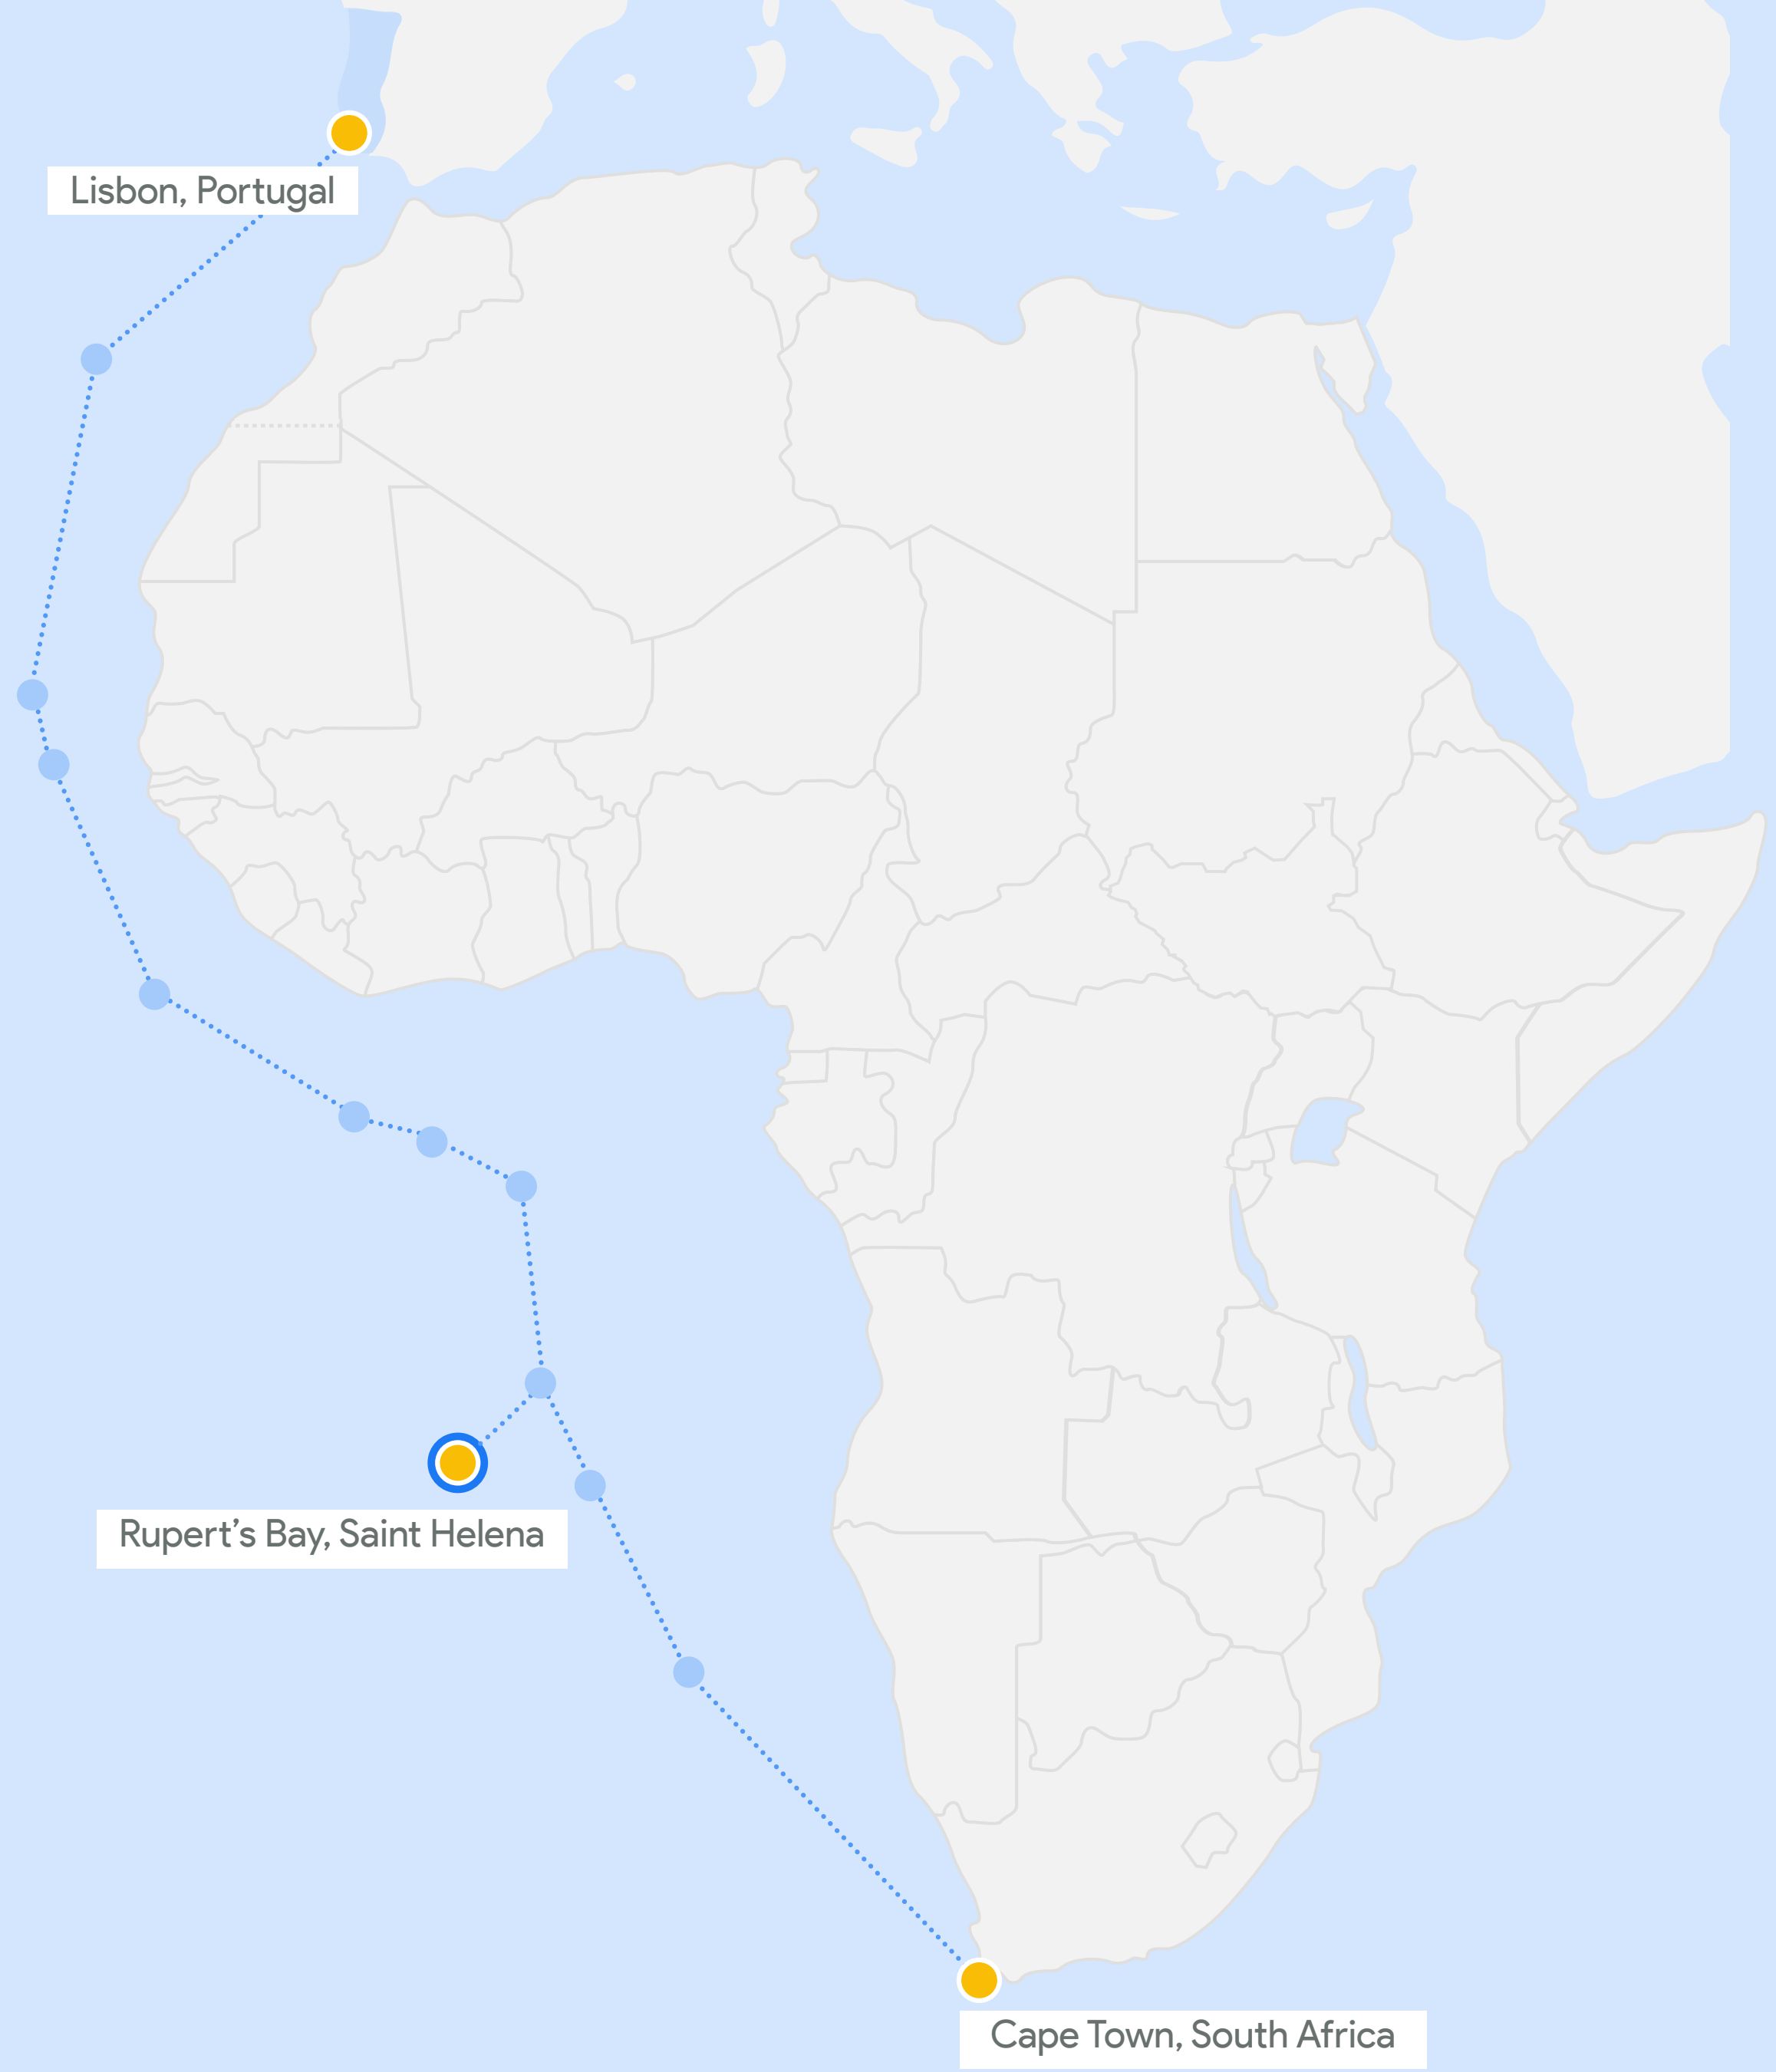 Lisbon, Portugal
Rupert’s Bay, Saint Helena
Cape Town, South Africa